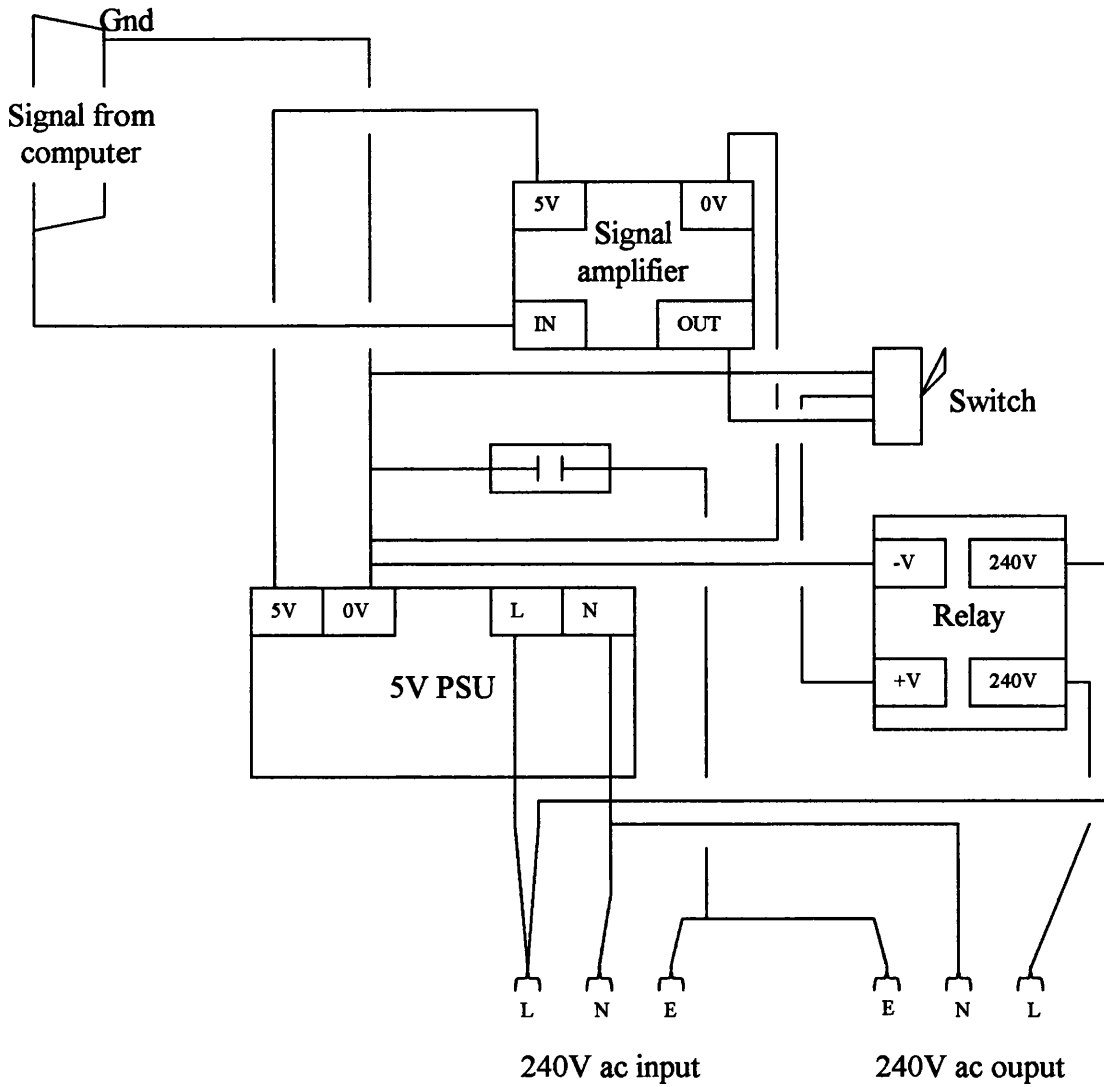 Gnd
Signal from
computer
5V
0V
Signal
amplifier
IN
OUT
Switch
-V
240V
Relay
+V
240V
5V
0V
L
N
5V PSU
L
N
E
E
N
L
240V ac input
240V ac ouput